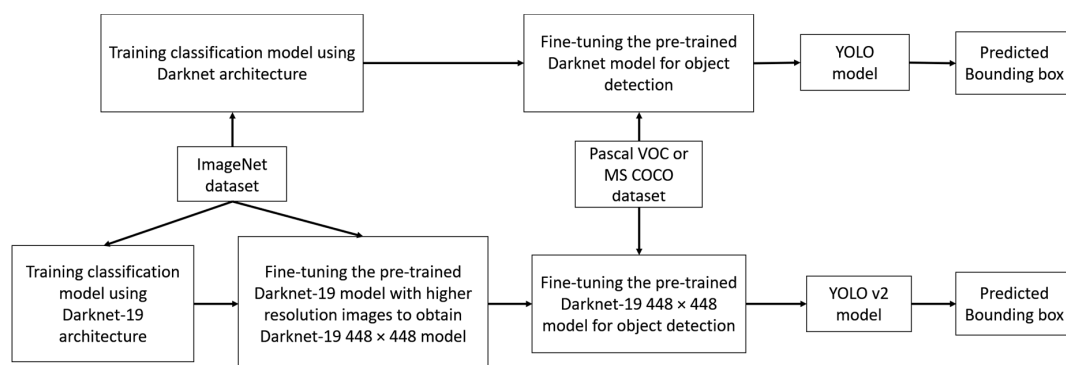 Training classification model using
Darknet architecture
Fine-tuning the pre-trained
Darknet model for object
detection
YOLO
model
Predicted
Bounding box
ImageNet
dataset
Pascal VOC or
MS COCO
dataset
Training classification
model using
Darknet-19
architecture
Fine-tuning the pre-trained
Darknet-19 model with higher
resolution images to obtain
Darknet-19 448 × 448 model
Fine-tuning the pre-trained
Darknet-19 448 × 448
model for object detection
YOLO v2
model
Predicted
Bounding box